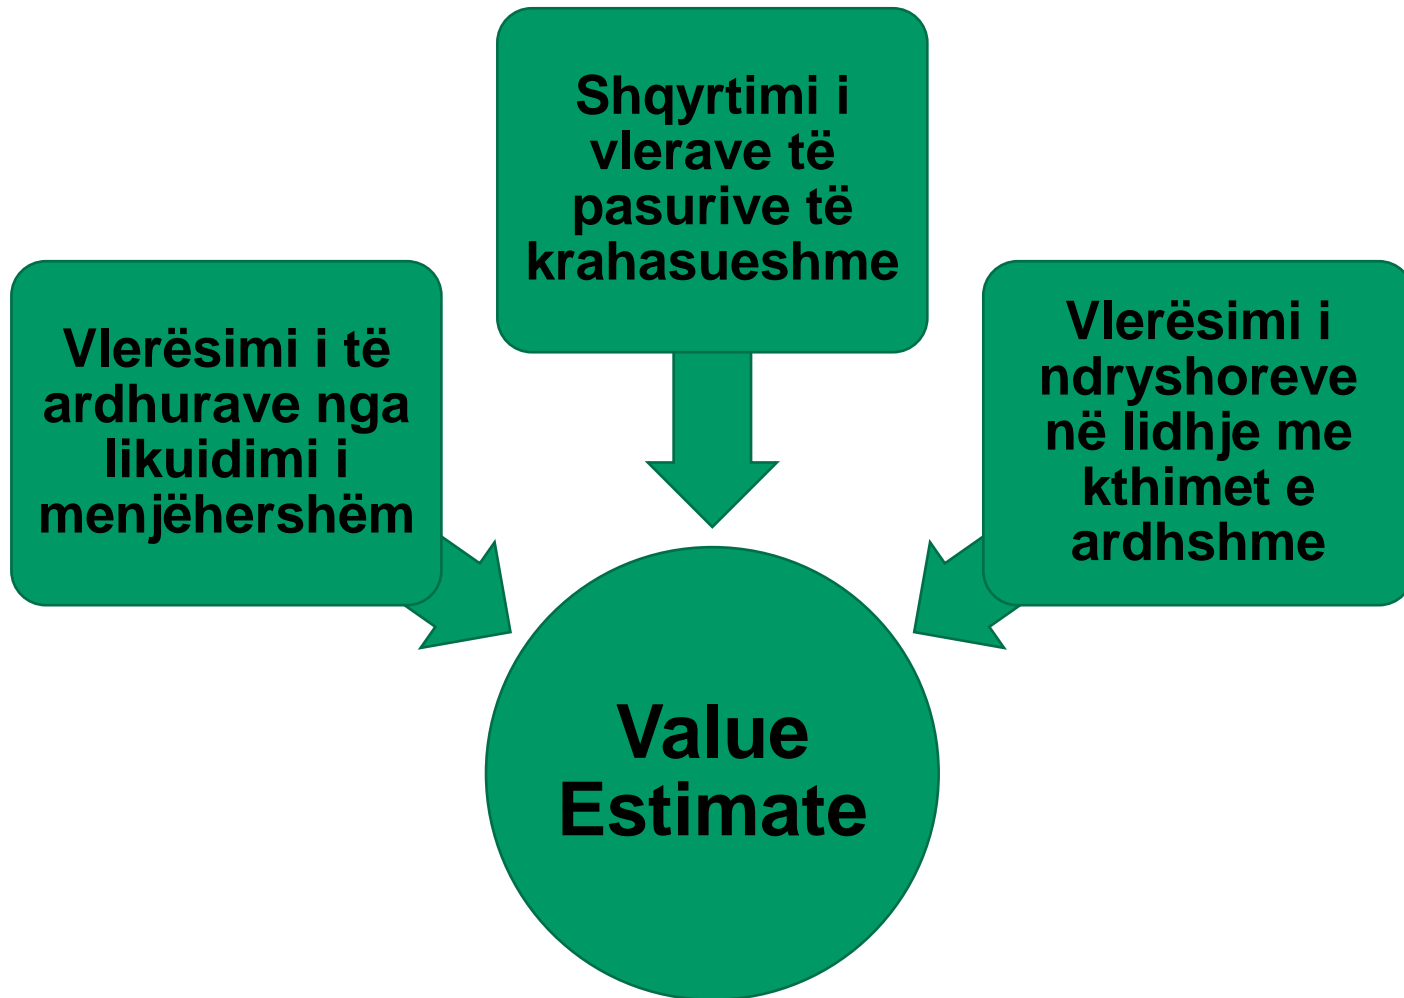 Shqyrtimi i
vlerave të
pasurive të
krahasueshme
Vlerësimi i të
ardhurave nga
likuidimi i
menjëhershëm
Vlerësimi i
ndryshoreve
në lidhje me
kthimet e
ardhshme
Value
Estimate